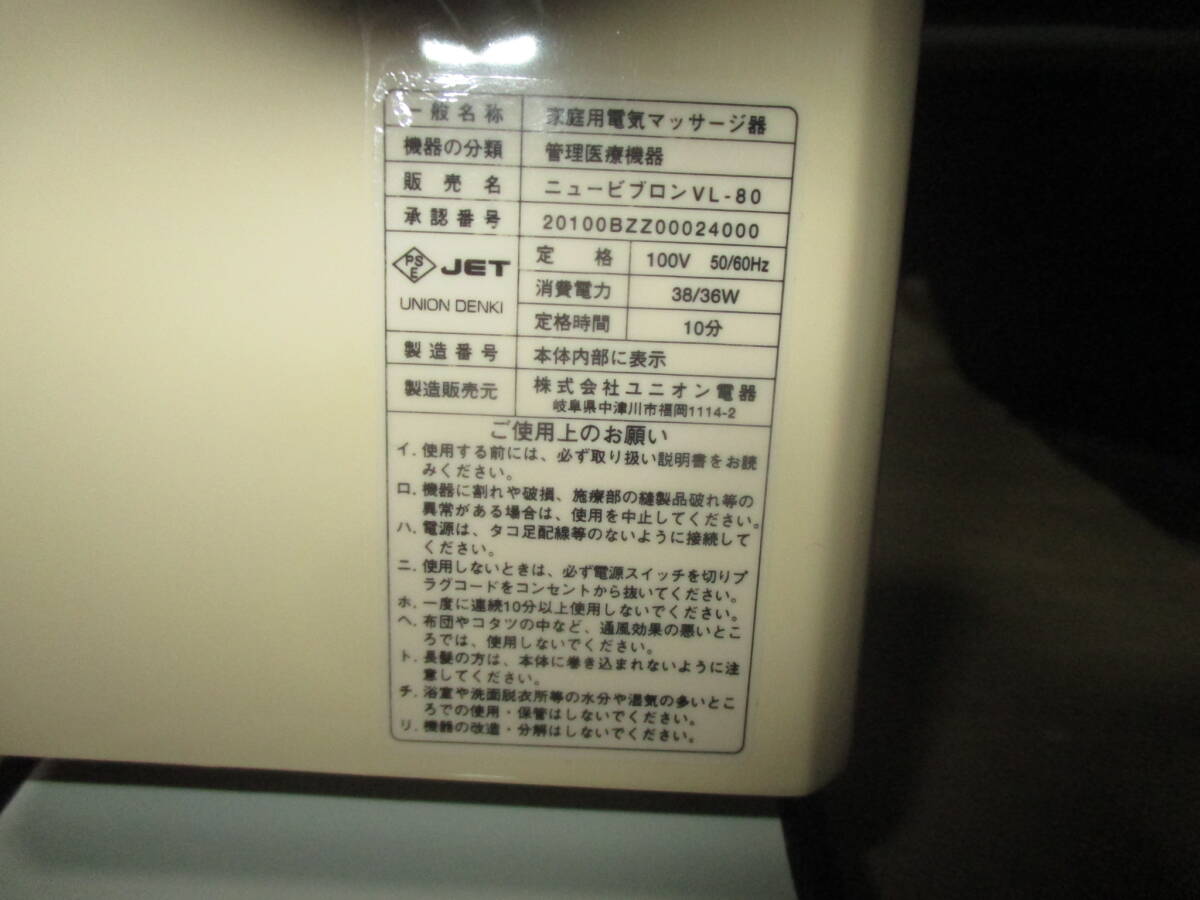 一般名称 家庭用電気マッサージ器
機器の分類 管理医療機器
販売名 ニュービブロンVL-80
承認番号 20100BZZ00024000
PSE JET
UNION DENKI
定格 100V 50/60Hz
消費電力 38/36W
定格時間 10分
製造番号 本体内部に表示
製造販売元 株式会社ユニオン電器
岐阜県中津川市福岡1114-2
ご使用上のお願い
イ. 使用する前には、必ず取り扱い説明書をお読
みください。
ロ. 機器に割れや破損、施療部の縫製品破れ等の
異常がある場合は、使用を中止してください。
ハ. 電源は、タコ足配線等のないように接続して
ください。
ニ. 使用しないときは、必ず電源スイッチを切りプ
ラグコードをコンセントから抜いてください。
ホ. 一度に連続10分以上使用しないでください。
ヘ. 布団やコタツの中など、通風効果の悪いとこ
ろでは、使用しないでください。
ト. 長髪の方は、本体に巻き込まれないように注
意してください。
チ. 浴室や洗面脱衣所等の水分や湿気の多いとこ
ろでの使用・保管はしないでください。
リ. 機器の改造・分解はしないでください。